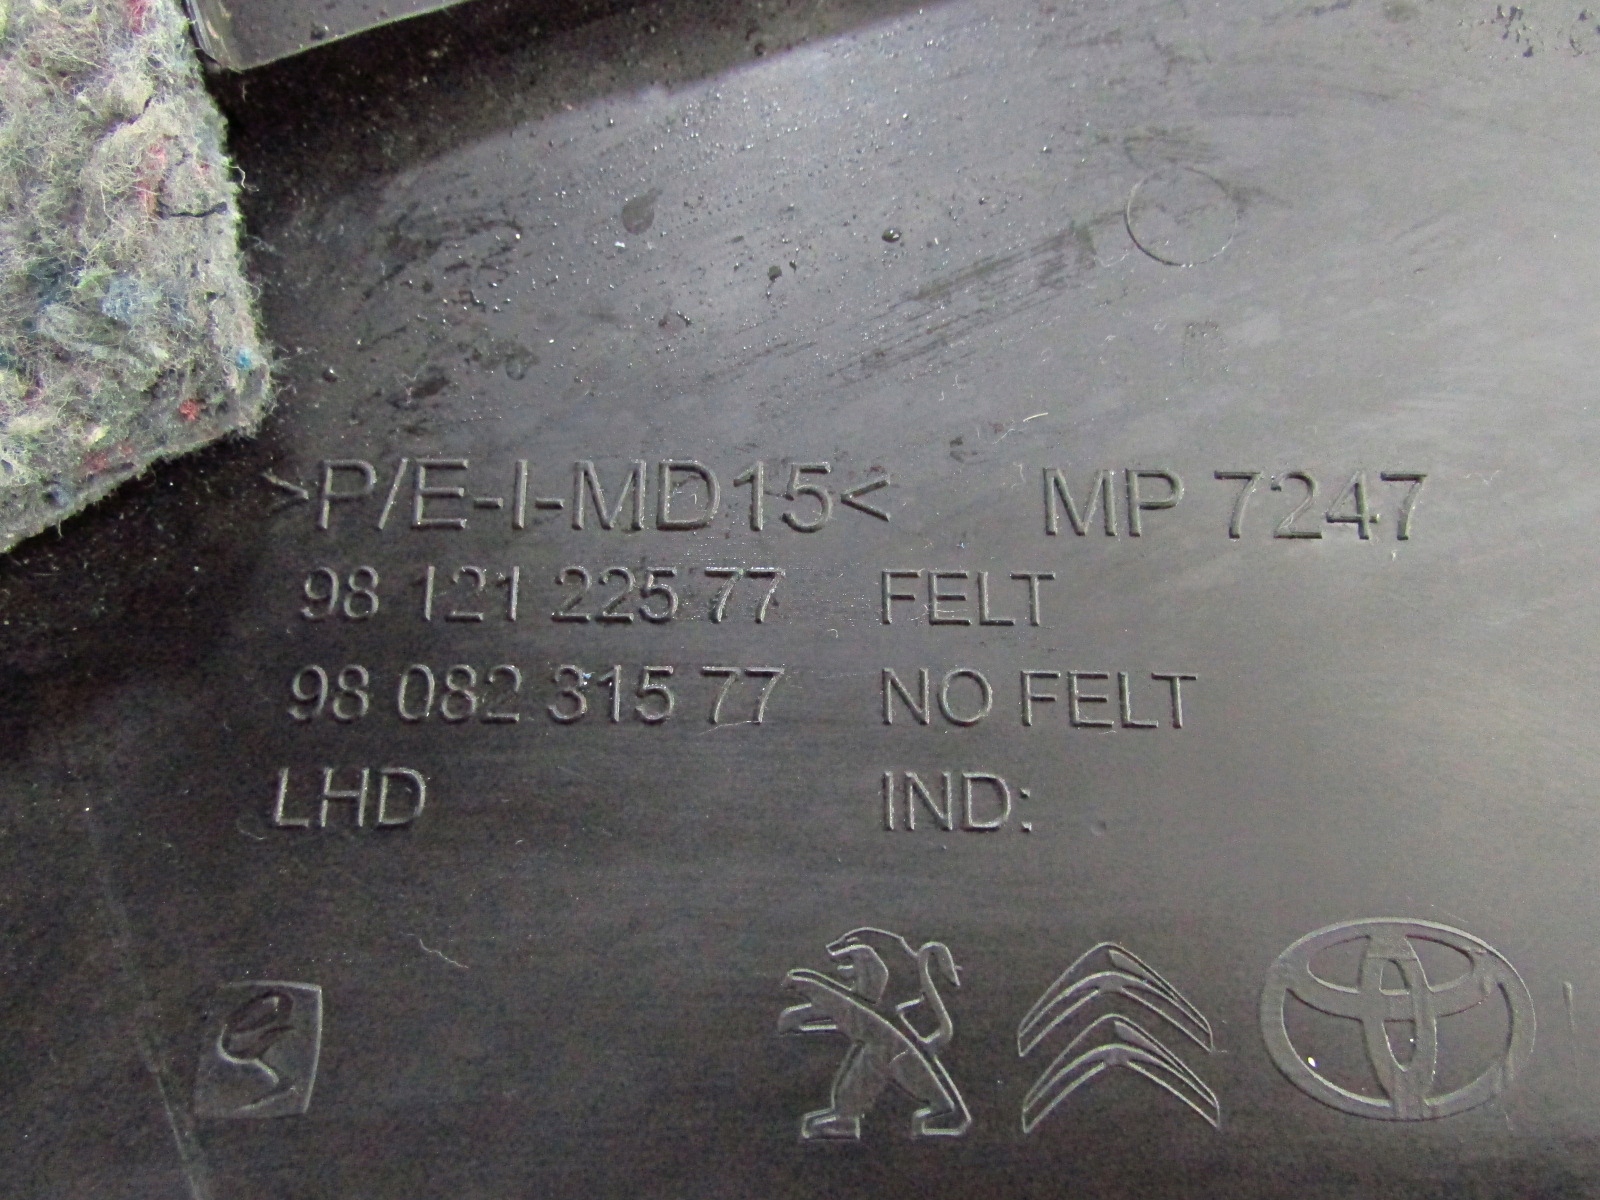 >P/E-I-MD15< MP 7247
98 121 225 77 FELT
98 082 315 77 NO FELT
LHD IND: